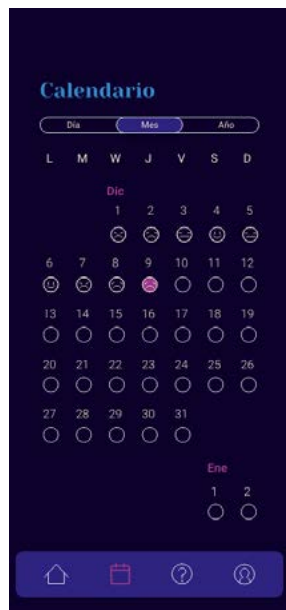 Calendario
Día Mes Año
L M W J V S D
Dic
1 2 3 4 5
6 7 8 9 10 11 12
13 14 15 16 17 18 19
20 21 22 23 24 25 26
27 28 29 30 31
Ene
1 2
?